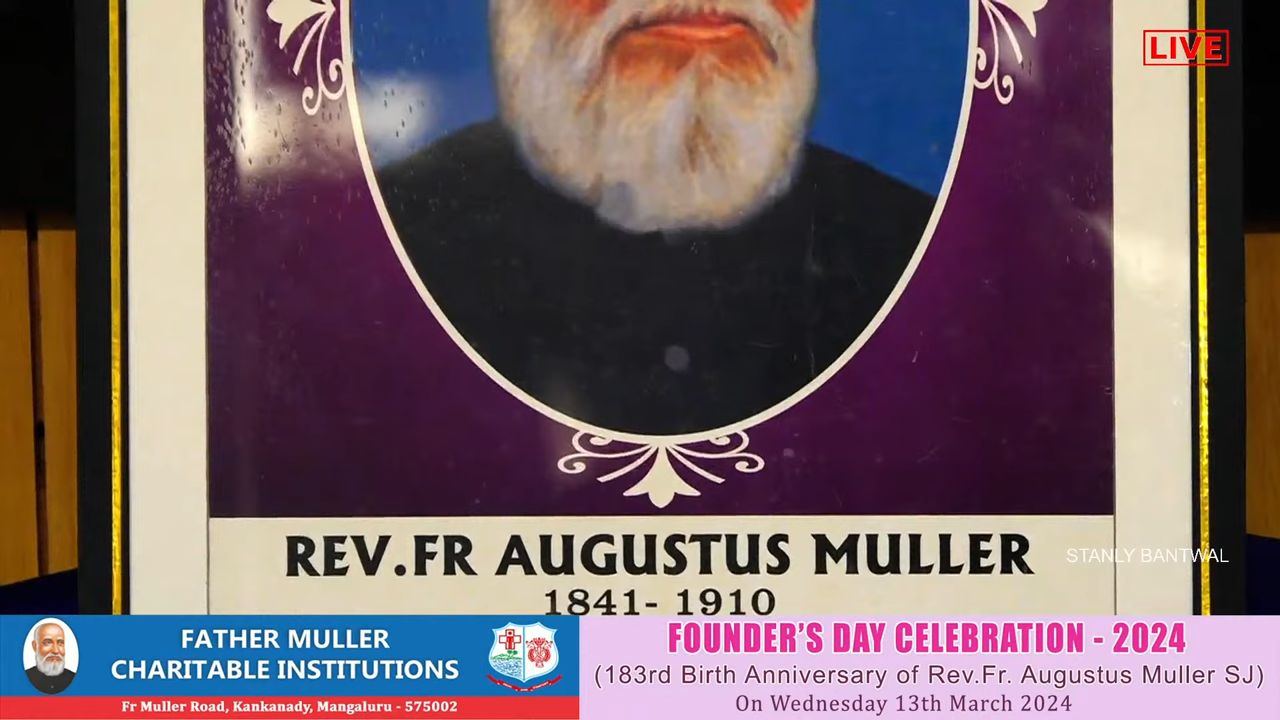 LIVE
REV.FR AUGUSTUS MULLER
1841- 1910
STANLY BANTWAL
FATHER MULLER
CHARITABLE INSTITUTIONS
Fr Muller Road, Kankanady, Mangaluru - 575002
FOUNDER'S DAY CELEBRATION - 2024
(183rd Birth Anniversary of Rev.Fr. Augustus Muller SJ)
On Wednesday 13th March 2024